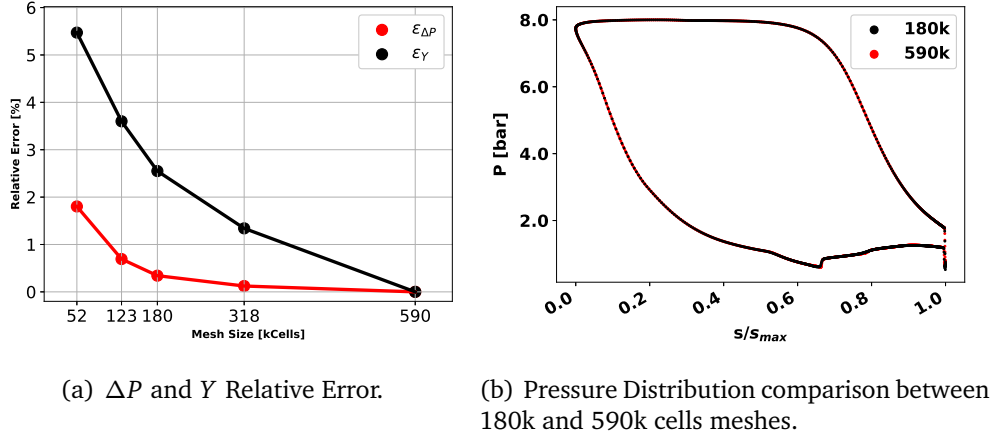 6
5
4
3
2
1
0
Relative Error [%]
ε_ΔP
ε_Y
52 123 180 318 590
Mesh Size [kCells]
8.0
6.0
4.0
2.0
P [bar]
180k
590k
0.0 0.2 0.4 0.6 0.8 1.0
s/s_max
(a) ΔP and Y Relative Error.
(b) Pressure Distribution comparison between
180k and 590k cells meshes.